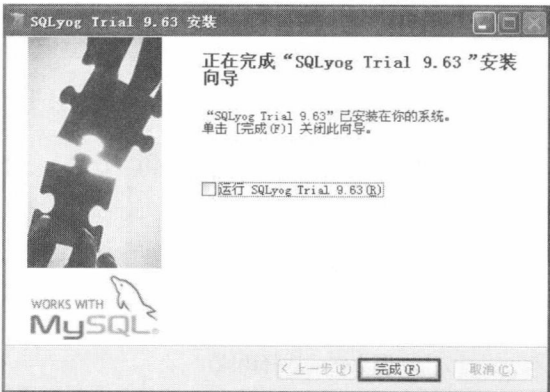 SQLyog Trial 9.63 安装
正在完成“SQLyog Trial 9.63”安装
向导
“SQLyog Trial 9.63”已安装在你的系统。
单击 [完成(F)] 关闭此向导。
运行 SQLyog Trial 9.63(R)
WORKS WITH
MySQL®
<上一步(P)
完成(F)
取消(C)